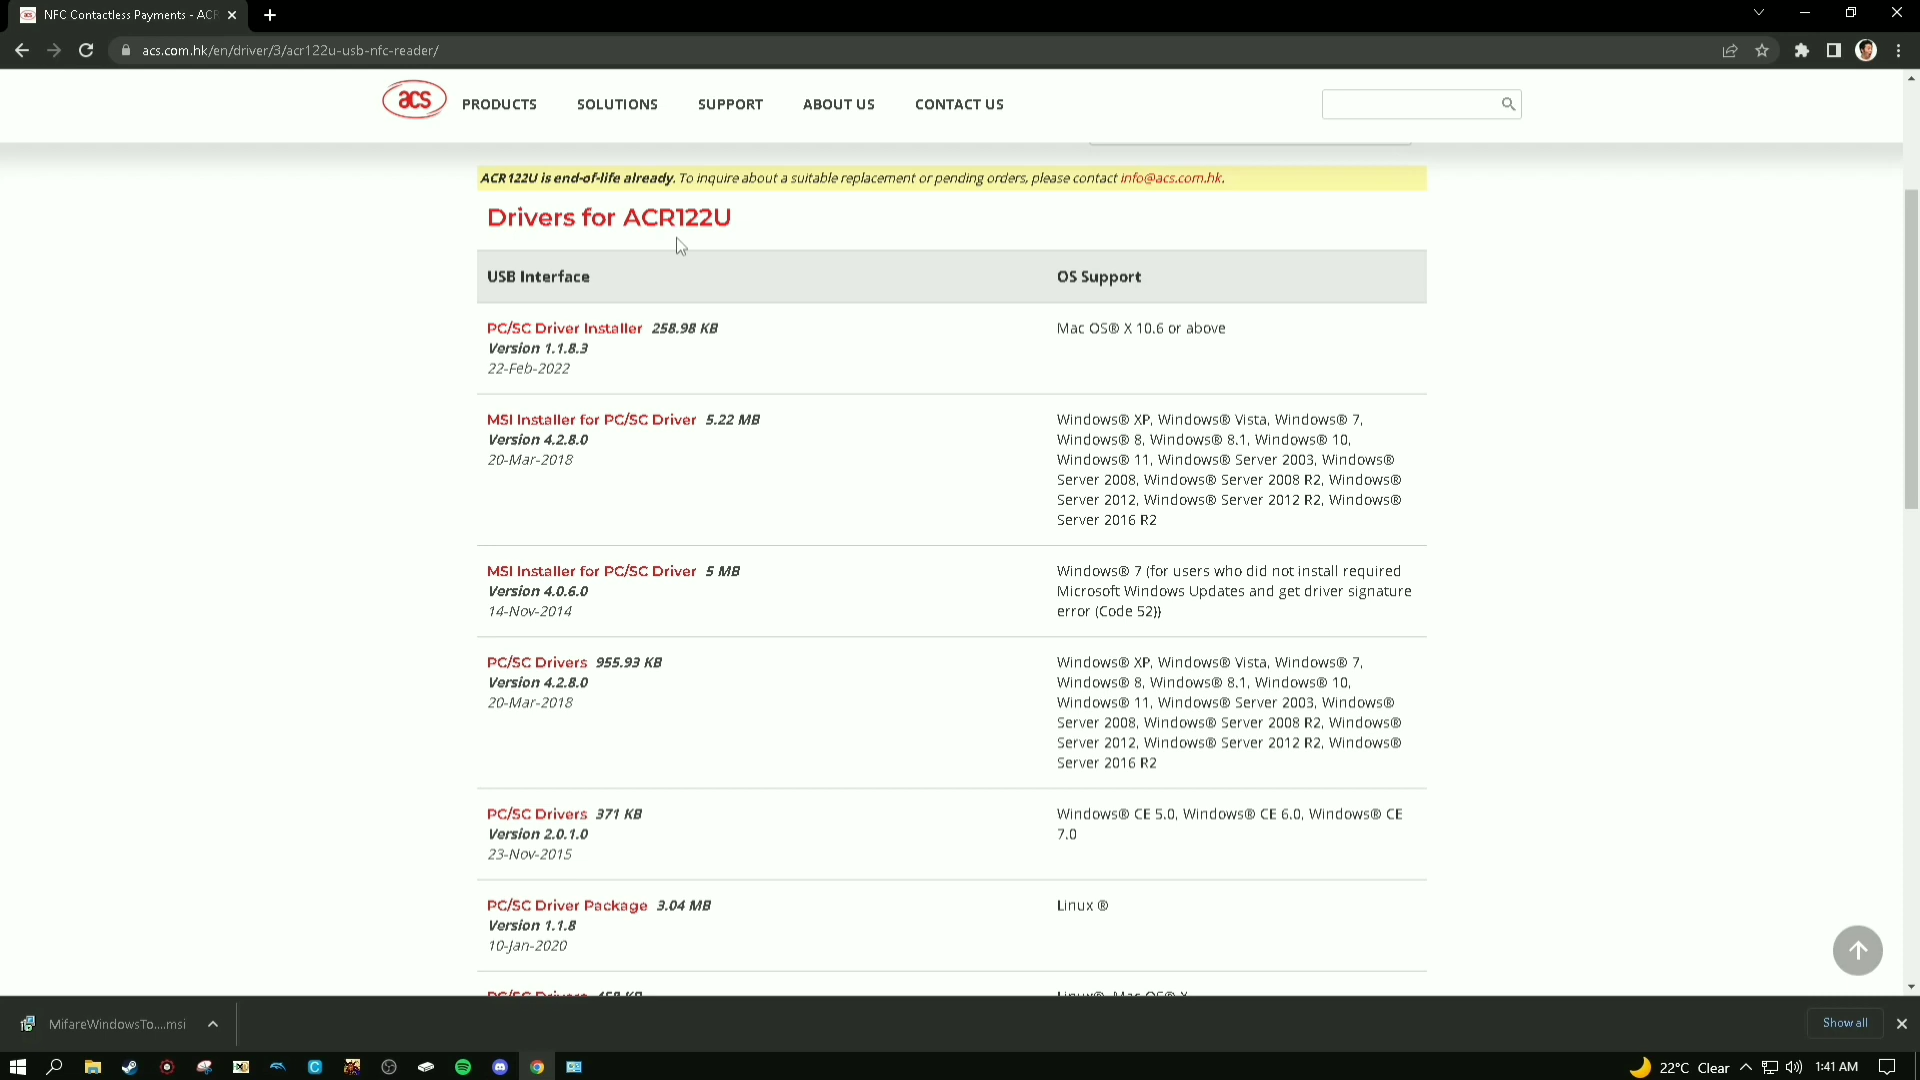 NFC Contactless Payments - ACR
acs.com.hk/en/driver/3/acr122u-usb-nfc-reader/
acs PRODUCTS SOLUTIONS SUPPORT ABOUT US CONTACT US
ACR122U is end-of-life already. To inquire about a suitable replacement or pending orders, please contact info@acs.com.hk.
Drivers for ACR122U
USB Interface OS Support
PC/SC Driver Installer 258.98 KB Mac OS® X 10.6 or above
Version 1.1.8.3
22-Feb-2022
MSI Installer for PC/SC Driver 5.22 MB Windows® XP, Windows® Vista, Windows® 7,
Version 4.2.8.0 Windows® 8, Windows® 8.1, Windows® 10,
20-Mar-2018 Windows® 11, Windows® Server 2003, Windows®
Server 2008, Windows® Server 2008 R2, Windows®
Server 2012, Windows® Server 2012 R2, Windows®
Server 2016 R2
MSI Installer for PC/SC Driver 5 MB Windows® 7 (for users who did not install required
Version 4.0.6.0 Microsoft Windows Updates and get driver signature
14-Nov-2014 error (Code 52))
PC/SC Drivers 955.93 KB Windows® XP, Windows® Vista, Windows® 7,
Version 4.2.8.0 Windows® 8, Windows® 8.1, Windows® 10,
20-Mar-2018 Windows® 11, Windows® Server 2003, Windows®
Server 2008, Windows® Server 2008 R2, Windows®
Server 2012, Windows® Server 2012 R2, Windows®
Server 2016 R2
PC/SC Drivers 371 KB Windows® CE 5.0, Windows® CE 6.0, Windows® CE
Version 2.0.1.0 7.0
23-Nov-2015
PC/SC Driver Package 3.04 MB Linux ®
Version 1.1.8
10-Jan-2020
PC/SC Drivers 458 KB Linux®, Mac OS® X
MifareWindowsTo....msi Show all
22°C Clear 1:41 AM